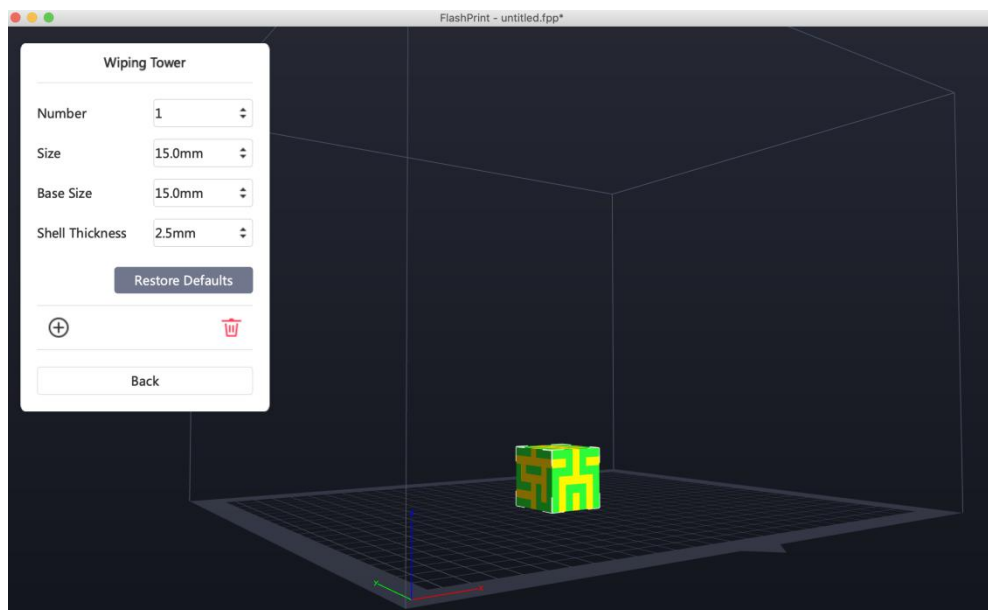 FlashPrint - untitled.fpp*
Wiping Tower
Number 1
Size 15.0mm
Base Size 15.0mm
Shell Thickness 2.5mm
Restore Defaults
Back